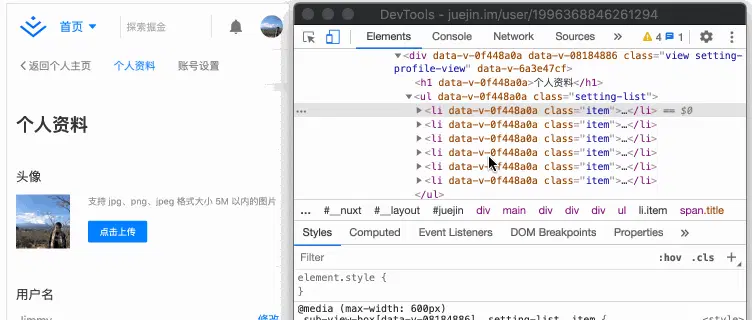 首页
探索掘金
返回个人主页
个人资料
账号设置
个人资料
头像
支持 jpg、png、jpeg 格式大小 5M 以内的图片
点击上传
用户名
修改
DevTools - juejin.im/user/1996368846261294
Elements Console Network Sources » 4 1
▼<div data-v-0f448a0a data-v-08184886 class="view setting-
profile-view" data-v-6a3e47cf>
<h1 data-v-0f448a0a>个人资料</h1>
▼<ul data-v-0f448a0a class="setting-list">
… ▶<li data-v-0f448a0a class="item">…</li> == $0
▶<li data-v-0f448a0a class="item">…</li>
▶<li data-v-0f448a0a class="item">…</li>
▶<li data-v-0f448a0a class="item">…</li>
▶<li data-v-0f448a0a class="item">…</li>
▶<li data-v-0f448a0a class="item">…</li>
</ul>
… #__nuxt #__layout #juejin div main div div div ul li.item span.title
Styles Computed Event Listeners DOM Breakpoints Properties »
Filter :hov .cls +
element.style {
}
@media (max-width: 600px)
.sub-view-box[data-v-08184886] .setting-list .item { <style>